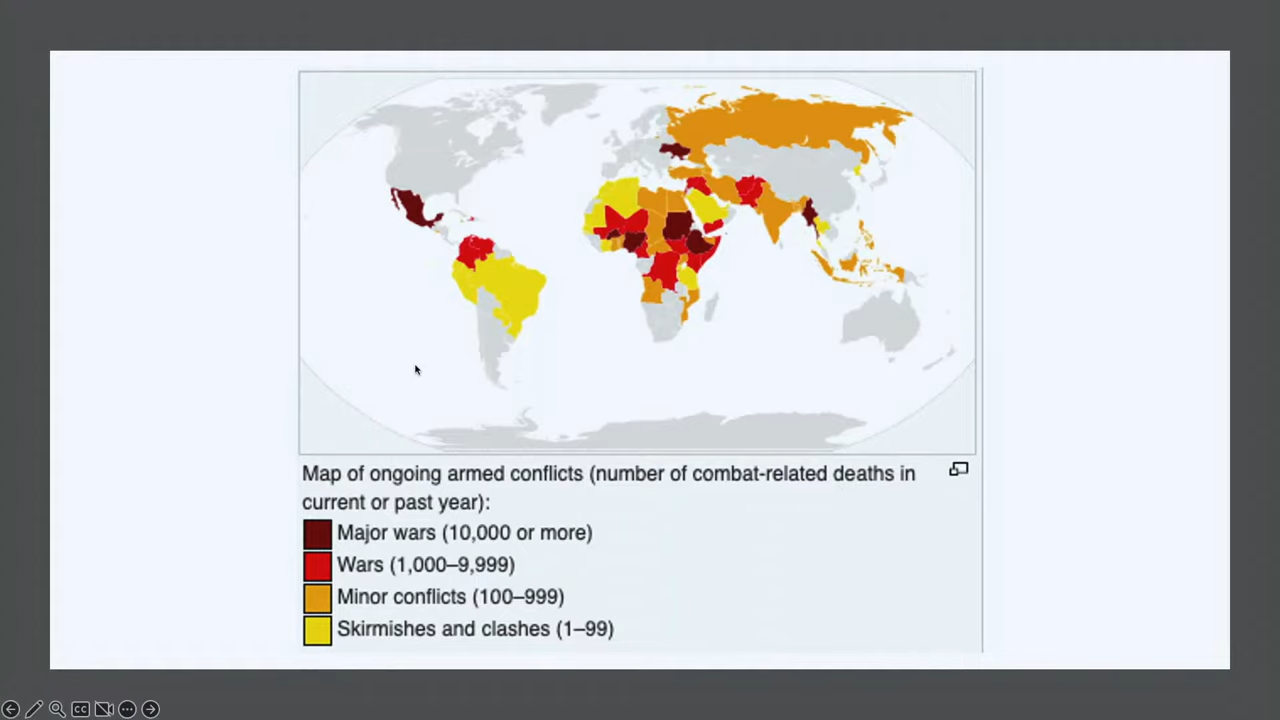 Map of ongoing armed conflicts (number of combat-related deaths in
current or past year):
Major wars (10,000 or more)
Wars (1,000–9,999)
Minor conflicts (100–999)
Skirmishes and clashes (1–99)
CC